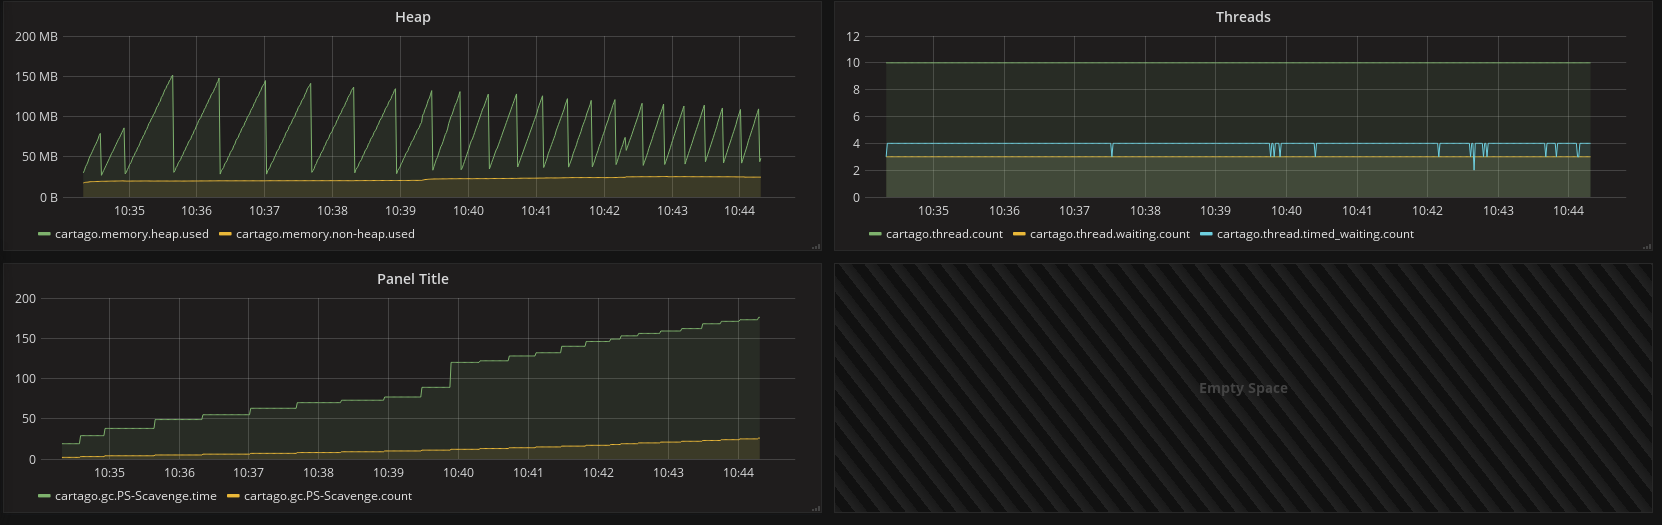 Heap
200 MB
150 MB
100 MB
50 MB
0 B
10:35 10:36 10:37 10:38 10:39 10:40 10:41 10:42 10:43 10:44
cartago.memory.heap.used cartago.memory.non-heap.used
Threads
12
10
8
6
4
2
0
10:35 10:36 10:37 10:38 10:39 10:40 10:41 10:42 10:43 10:44
cartago.thread.count cartago.thread.waiting.count cartago.thread.timed_waiting.count
Panel Title
200
150
100
50
0
10:35 10:36 10:37 10:38 10:39 10:40 10:41 10:42 10:43 10:44
cartago.gc.PS-Scavenge.time cartago.gc.PS-Scavenge.count
Empty Space